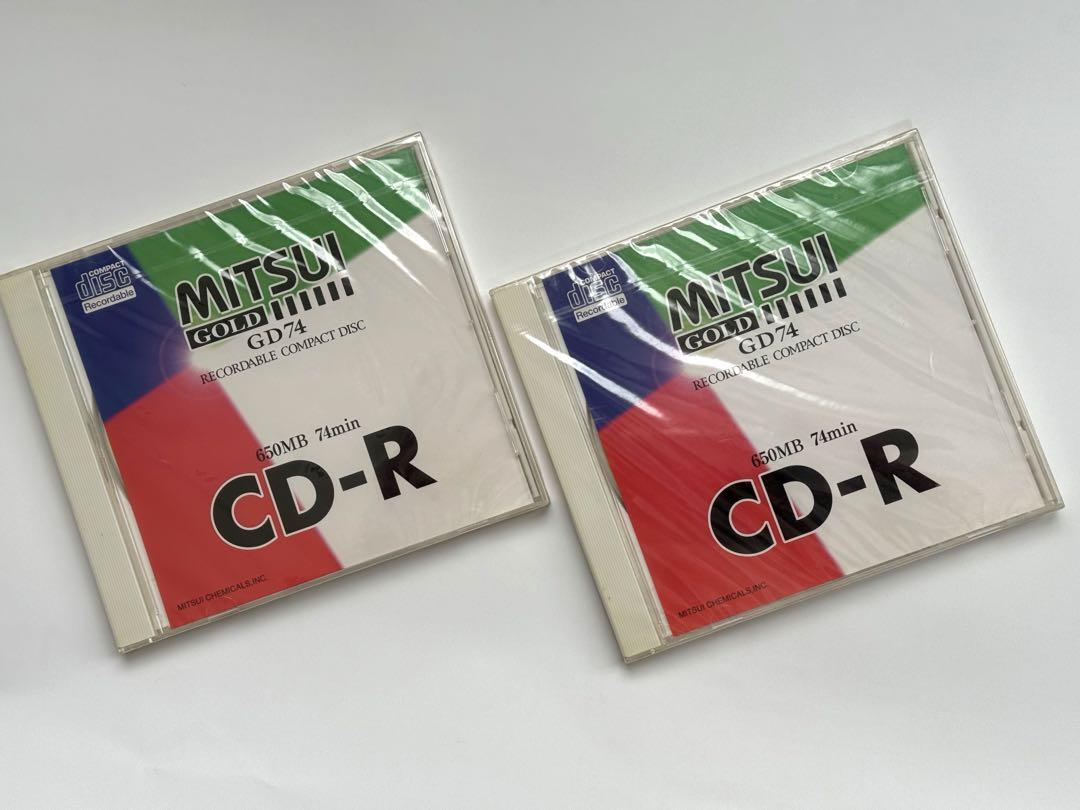 COMPACT
disc
Recordable
MITSUI
GOLD
GD74
RECORDABLE COMPACT DISC
650MB 74min
CD-R
MITSUI CHEMICALS,INC.
COMPACT
disc
Recordable
MITSUI
GOLD
GD74
RECORDABLE COMPACT DISC
650MB 74min
CD-R
MITSUI CHEMICALS,INC.